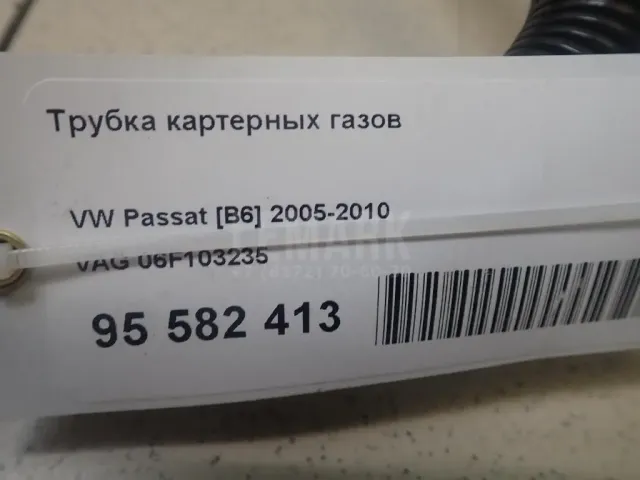 Трубка картерных газов
VW Passat [B6] 2005-2010
VAG 06F103235
95 582 413